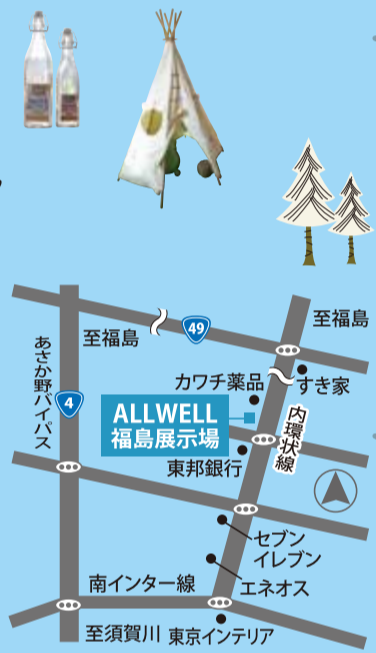 49
至福島
至福島
あさか野バイパス
4
カワチ薬品
すき家
ALLWELL
福島展示場
内環状線
東邦銀行
セブン
イレブン
エネオス
南インター線
至須賀川
東京インテリア